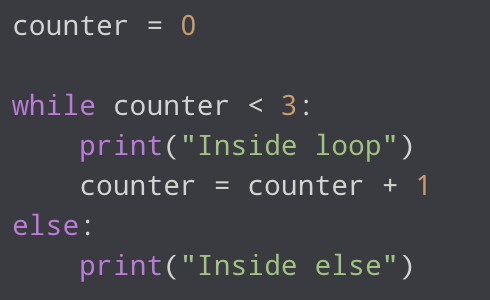 counter = 0
while counter < 3:
    print("Inside loop")
    counter = counter + 1
else:
    print("Inside else")